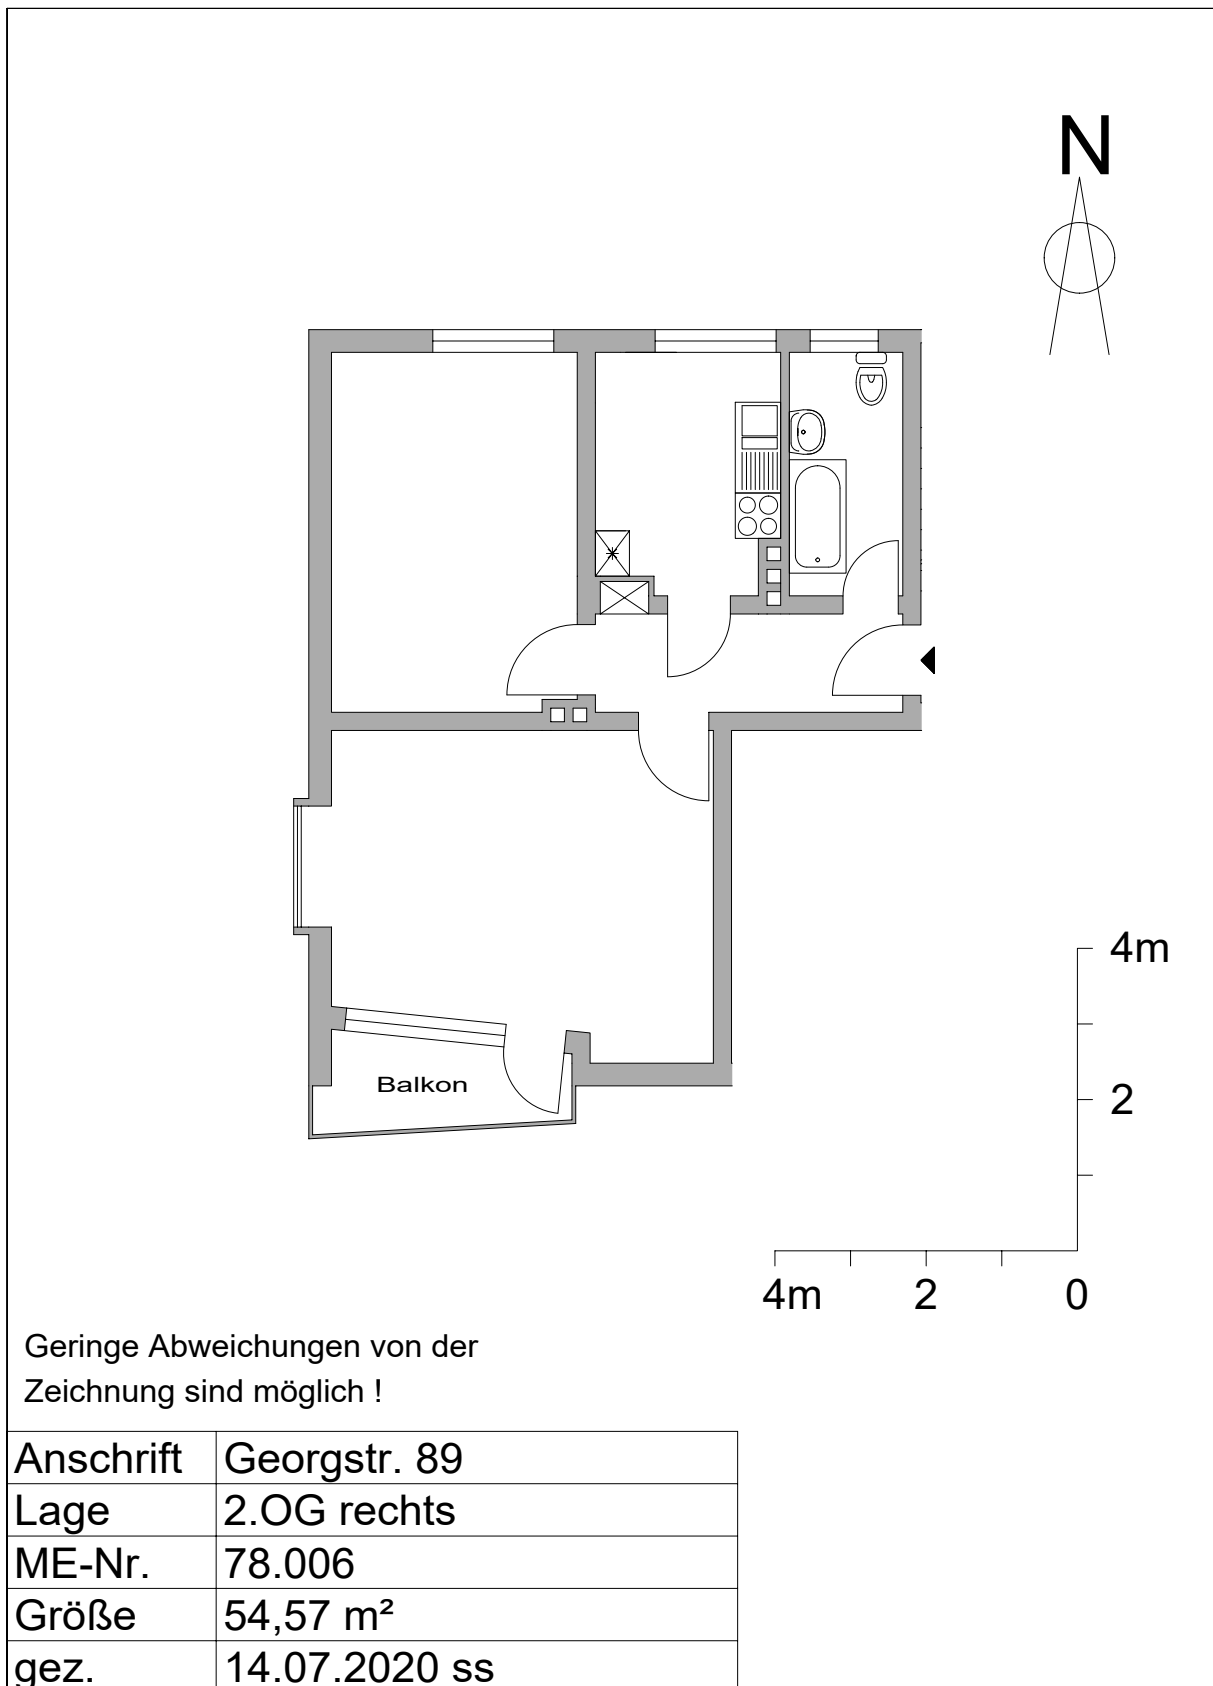 N
Balkon
4m
2
4m 2 0
Geringe Abweichungen von der
Zeichnung sind möglich !
Anschrift Georgstr. 89
Lage 2.OG rechts
ME-Nr. 78.006
Größe 54,57 m²
gez. 14.07.2020 ss